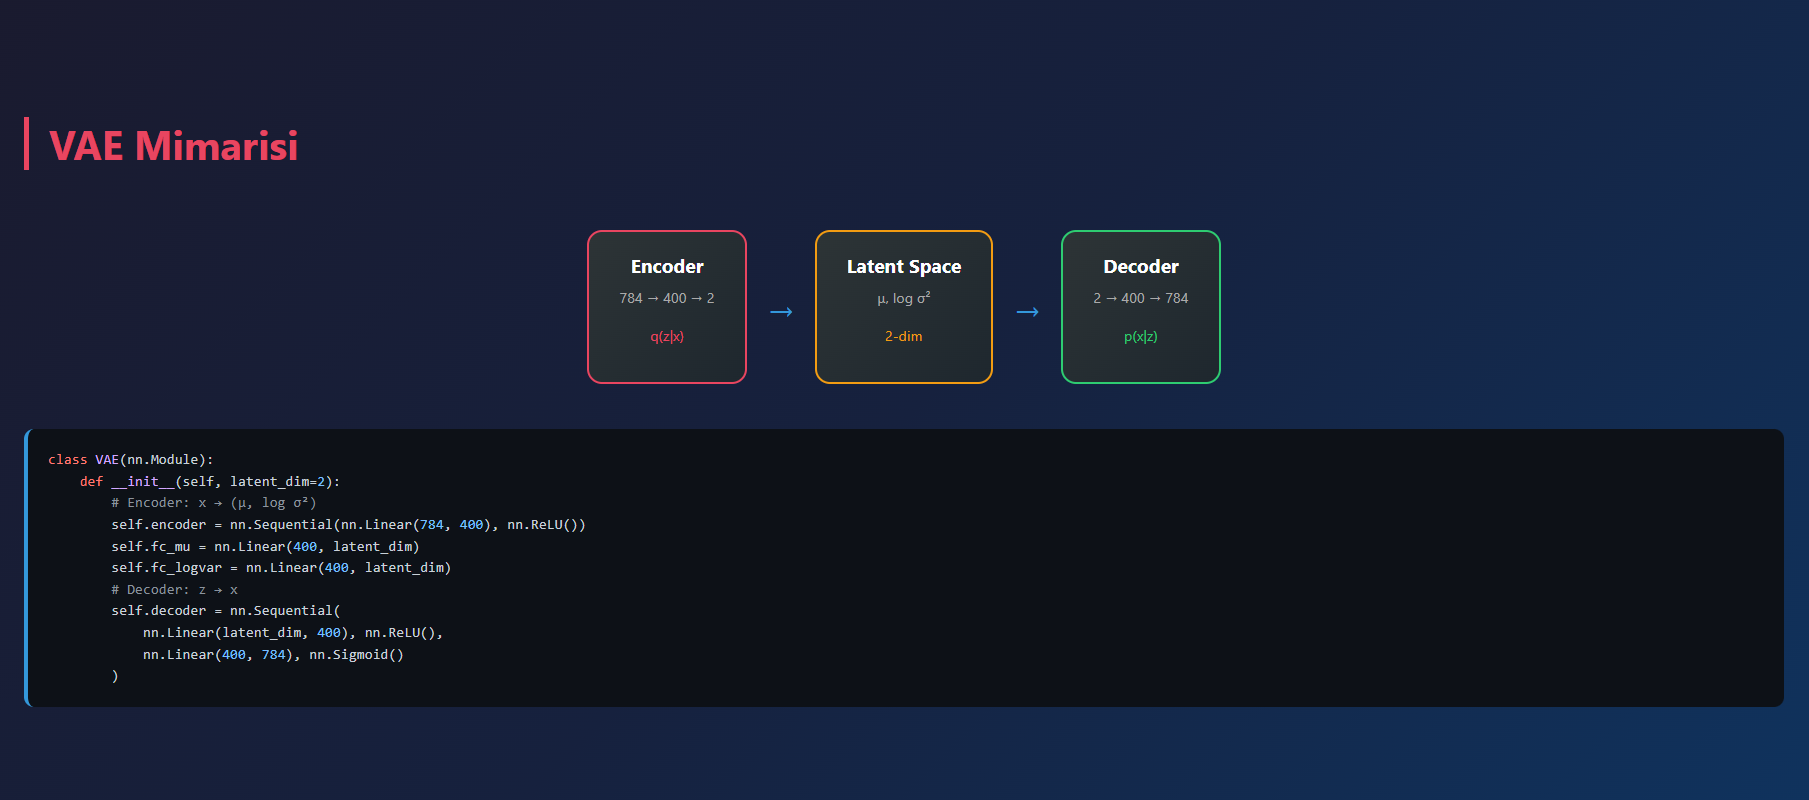 VAE Mimarisi
Encoder
784 → 400 → 2
q(z|x)
→
Latent Space
μ, log σ²
2-dim
→
Decoder
2 → 400 → 784
p(x|z)
class VAE(nn.Module):
    def __init__(self, latent_dim=2):
        # Encoder: x → (μ, log σ²)
        self.encoder = nn.Sequential(nn.Linear(784, 400), nn.ReLU())
        self.fc_mu = nn.Linear(400, latent_dim)
        self.fc_logvar = nn.Linear(400, latent_dim)
        # Decoder: z → x
        self.decoder = nn.Sequential(
            nn.Linear(latent_dim, 400), nn.ReLU(),
            nn.Linear(400, 784), nn.Sigmoid()
        )